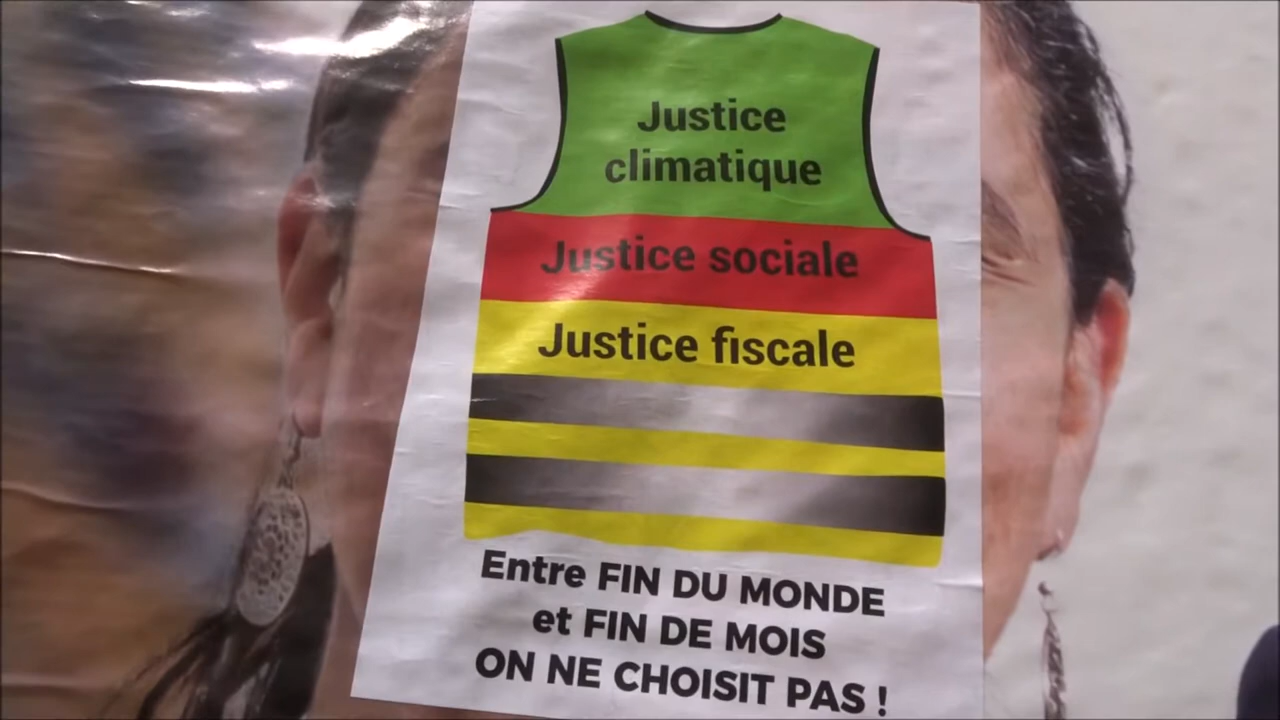 Justice
climatique
Justice sociale
Justice fiscale
Entre FIN DU MONDE
et FIN DE MOIS
ON NE CHOISIT PAS !